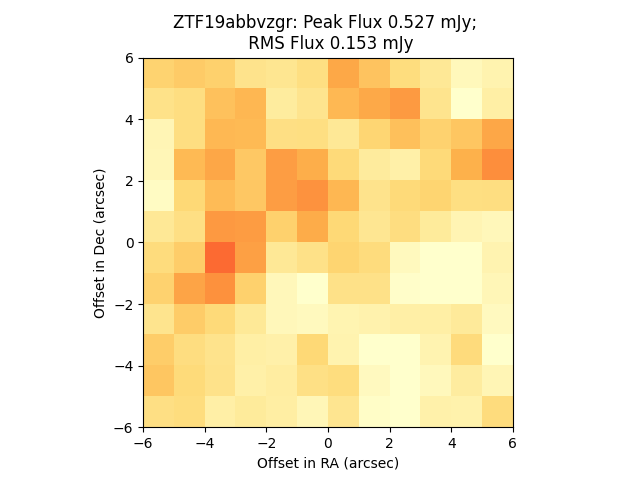 ZTF19abbvzgr: Peak Flux 0.527 mJy;
RMS Flux 0.153 mJy
6
4
2
0
−2
−4
−6
Offset in Dec (arcsec)
−6 −4 −2 0 2 4 6
Offset in RA (arcsec)